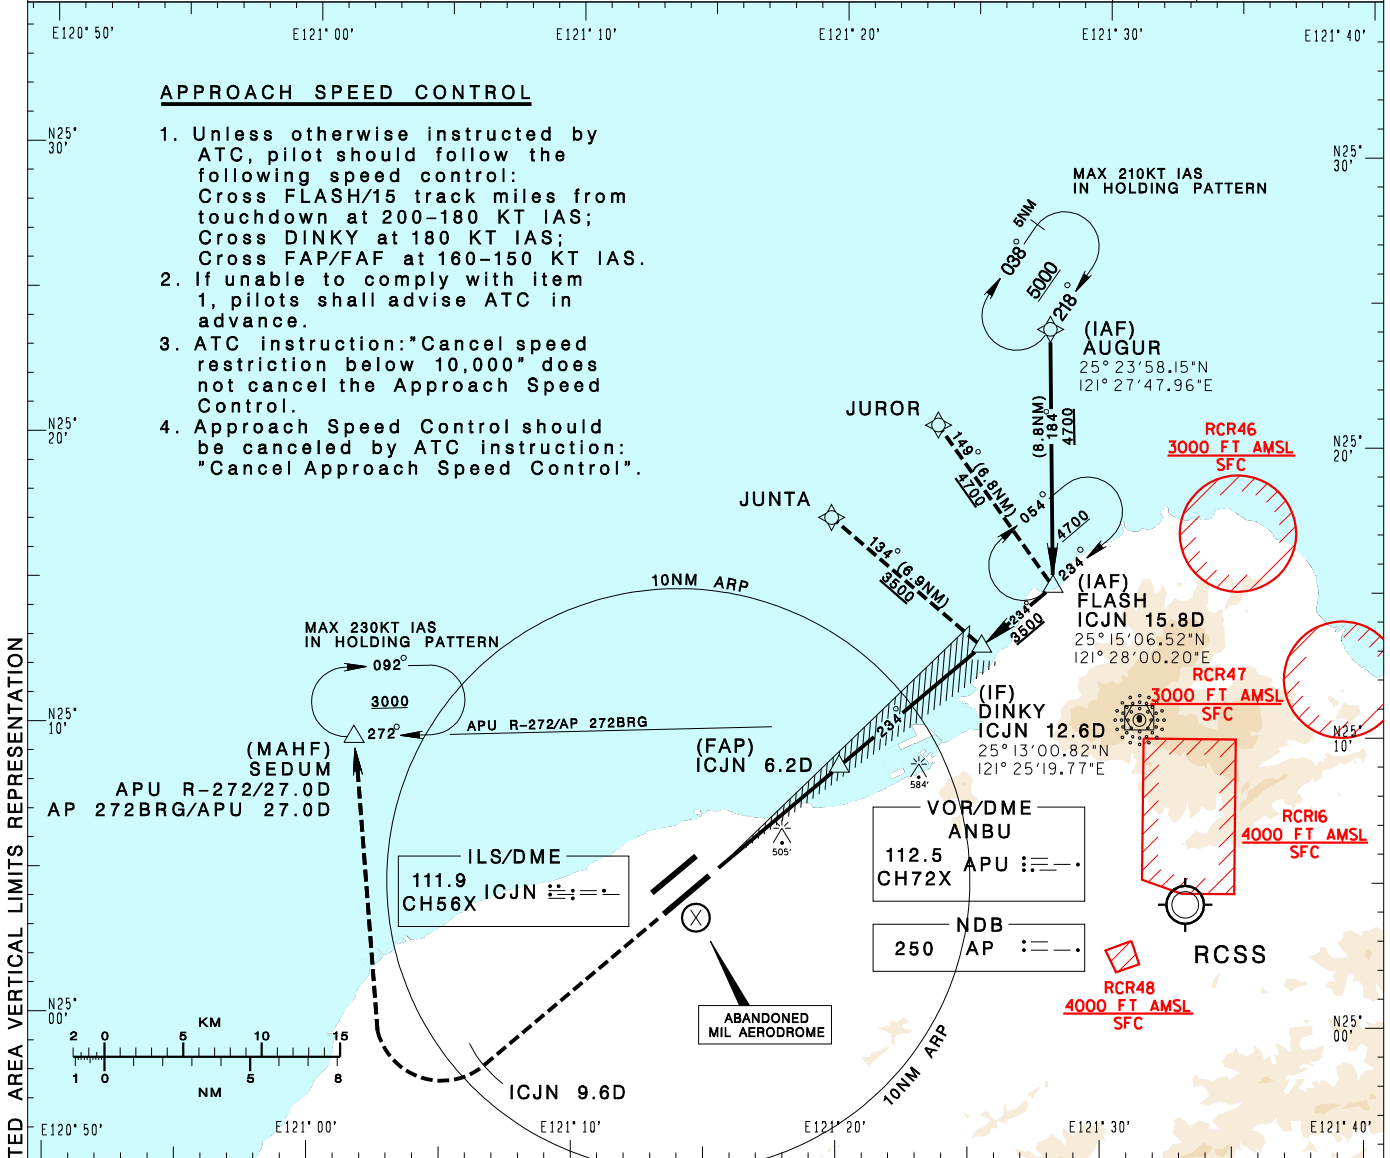 E120° 50'
E121° 00'
E121° 10'
E121° 20'
E121° 30'
E121° 40'
APPROACH SPEED CONTROL
1. Unless otherwise instructed by
ATC, pilot should follow the
following speed control:
Cross FLASH/15 track miles from
touchdown at 200-180 KT IAS;
Cross DINKY at 180 KT IAS;
Cross FAP/FAF at 160-150 KT IAS.
2. If unable to comply with item
1, pilots shall advise ATC in
advance.
3. ATC instruction:"Cancel speed
restriction below 10,000" does
not cancel the Approach Speed
Control.
4. Approach Speed Control should
be canceled by ATC instruction:
"Cancel Approach Speed Control".
N25°
30'
N25°
30'
MAX 210KT IAS
IN HOLDING PATTERN
5NM
038°
5000
218°
(IAF)
AUGUR
25° 23'58.15"N
121° 27'47.96"E
(8.8NM)
184°
4700
JUROR
149° (6.8NM)
4700
N25°
20'
N25°
20'
RCR46
3000 FT AMSL
SFC
JUNTA
134° (6.9NM)
3500
054°
4700
234°
10NM ARP
(IAF)
FLASH
ICJN 15.8D
25° 15'06.52"N
121° 28'00.20"E
234°
3500
MAX 230KT IAS
IN HOLDING PATTERN
092°
3000
272°
APU R-272/AP 272BRG
RCR47
3000 FT AMSL
SFC
(IF)
DINKY
ICJN 12.6D
25° 13'00.82"N
121° 25'19.77"E
234°
N25°
10'
N25°
10'
(MAHF)
SEDUM
APU R-272/27.0D
AP 272BRG/APU 27.0D
(FAP)
ICJN 6.2D
584'
505'
VOR/DME
ANBU
112.5
CH72X
APU
RCR16
4000 FT AMSL
SFC
ILS/DME
111.9
CH56X
ICJN
NDB
250 AP
RCSS
RCR48
4000 FT AMSL
SFC
ABANDONED
MIL AERODROME
N25°
00'
N25°
00'
KM
2 0 5 10 15
1 0 5 8
NM
ICJN 9.6D
10NM ARP
E120° 50'
E121° 00'
E121° 10'
E121° 20'
E121° 30'
E121° 40'
TED AREA VERTICAL LIMITS REPRESENTATION